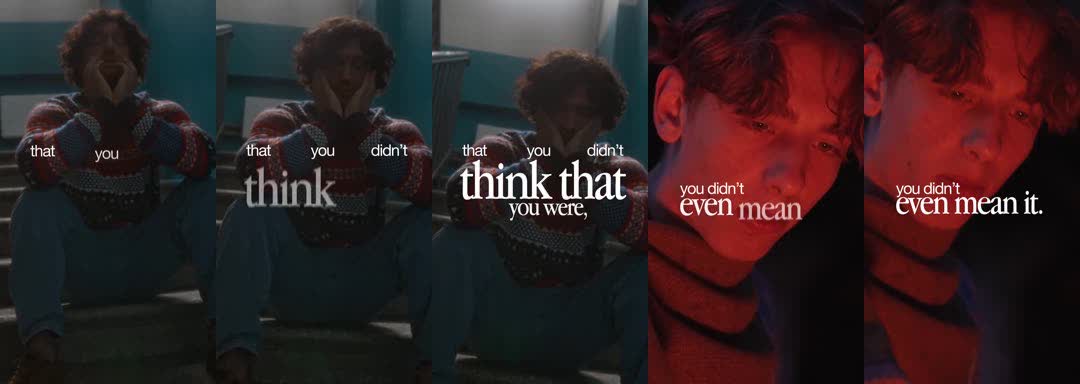 that you
that you didn't
think
that you didn't
think that
you were,
you didn't
even mean
you didn't
even mean it.